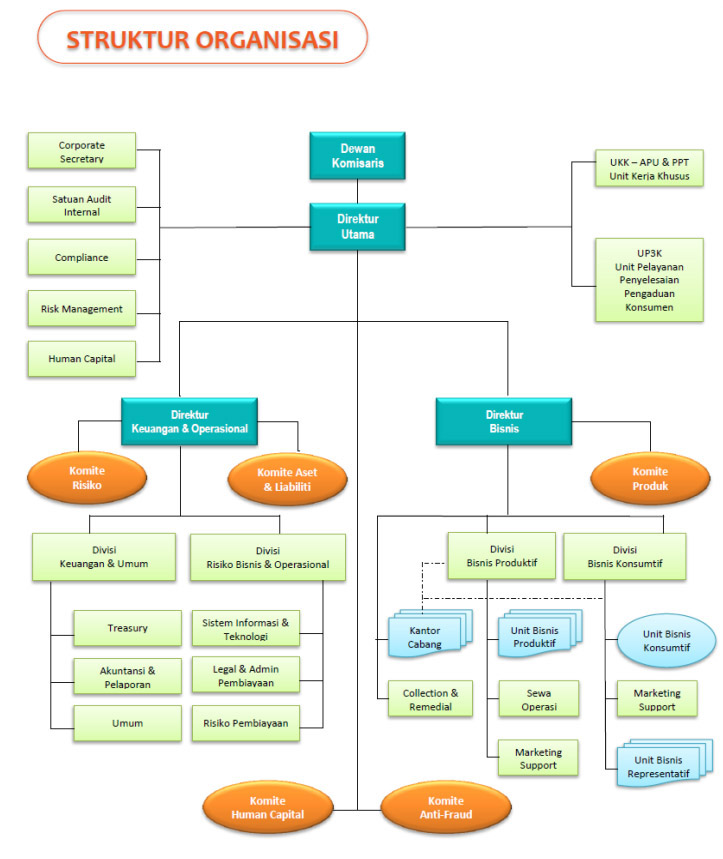 STRUKTUR ORGANISASI
Corporate
Secretary
Satuan Audit
Internal
Compliance
Risk Management
Human Capital
Dewan
Komisaris
Direktur
Utama
UKK – APU & PPT
Unit Kerja Khusus
UP3K
Unit Pelayanan
Penyelesaian
Pengaduan
Konsumen
Direktur
Keuangan & Operasional
Direktur
Bisnis
Komite
Risiko
Komite Aset
& Liabiliti
Komite
Produk
Divisi
Keuangan & Umum
Divisi
Risiko Bisnis & Operasional
Divisi
Bisnis Produktif
Divisi
Bisnis Konsumtif
Treasury
Akuntansi &
Pelaporan
Umum
Sistem Informasi &
Teknologi
Legal & Admin
Pembiayaan
Risiko Pembiayaan
Kantor
Cabang
Collection &
Remedial
Unit Bisnis
Produktif
Sewa
Operasi
Marketing
Support
Unit Bisnis
Konsumtif
Marketing
Support
Unit Bisnis
Representatif
Komite
Human Capital
Komite
Anti-Fraud